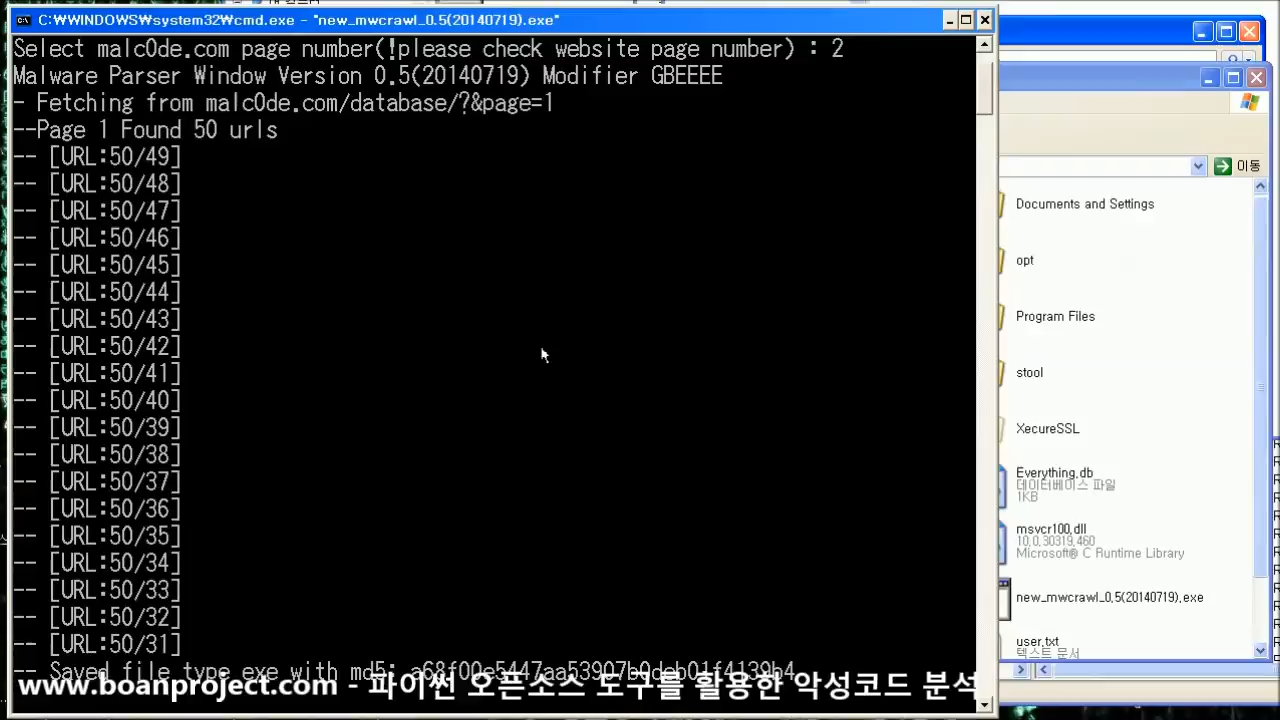 C:\WINDOWS\system32\cmd.exe - "new_mwcrawl_0.5(20140719).exe"
Select malc0de.com page number(!please check website page number) : 2
Malware Parser Window Version 0.5(20140719) Modifier GBEEEE
- Fetching from malc0de.com/database/?&page=1
--Page 1 Found 50 urls
-- [URL:50/49]
-- [URL:50/48]
-- [URL:50/47]
-- [URL:50/46]
-- [URL:50/45]
-- [URL:50/44]
-- [URL:50/43]
-- [URL:50/42]
-- [URL:50/41]
-- [URL:50/40]
-- [URL:50/39]
-- [URL:50/38]
-- [URL:50/37]
-- [URL:50/36]
-- [URL:50/35]
-- [URL:50/34]
-- [URL:50/33]
-- [URL:50/32]
-- [URL:50/31]
-- Saved file type exe with md5:
www.boanproject.com - 파이썬 오픈소스 도구를 활용한 악성코드 분석
이동
Documents and Settings
opt
Program Files
stool
XecureSSL
Everything.db
데이터베이스 파일
1KB
msvcr100.dll
10.0.30319.460
Microsoft® C Runtime Library
new_mwcrawl_0.5(20140719).exe
user.txt
텍스트 문서